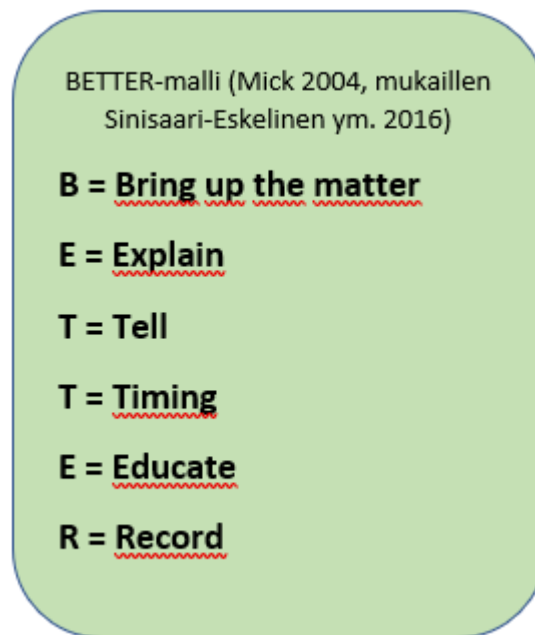 BETTER-malli (Mick 2004, mukaillen
Sinisaari-Eskelinen ym. 2016)
B = Bring up the matter
E = Explain
T = Tell
T = Timing
E = Educate
R = Record